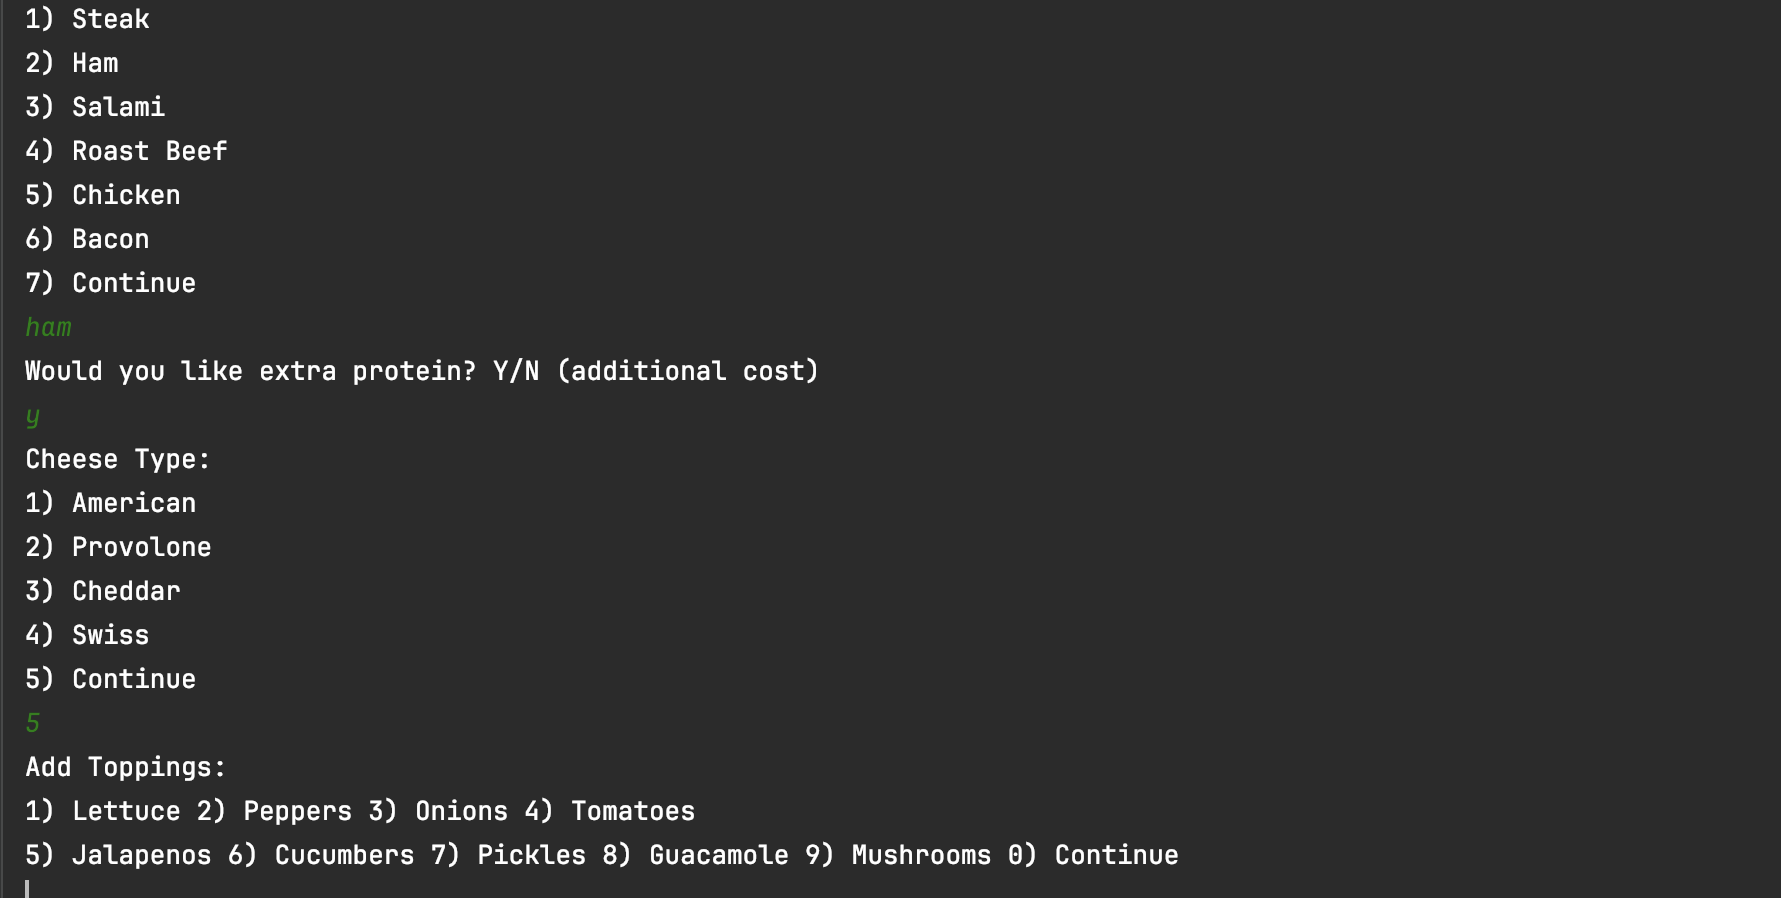 1) Steak
2) Ham
3) Salami
4) Roast Beef
5) Chicken
6) Bacon
7) Continue
ham
Would you like extra protein? Y/N (additional cost)
y
Cheese Type:
1) American
2) Provolone
3) Cheddar
4) Swiss
5) Continue
5
Add Toppings:
1) Lettuce 2) Peppers 3) Onions 4) Tomatoes
5) Jalapenos 6) Cucumbers 7) Pickles 8) Guacamole 9) Mushrooms 0) Continue